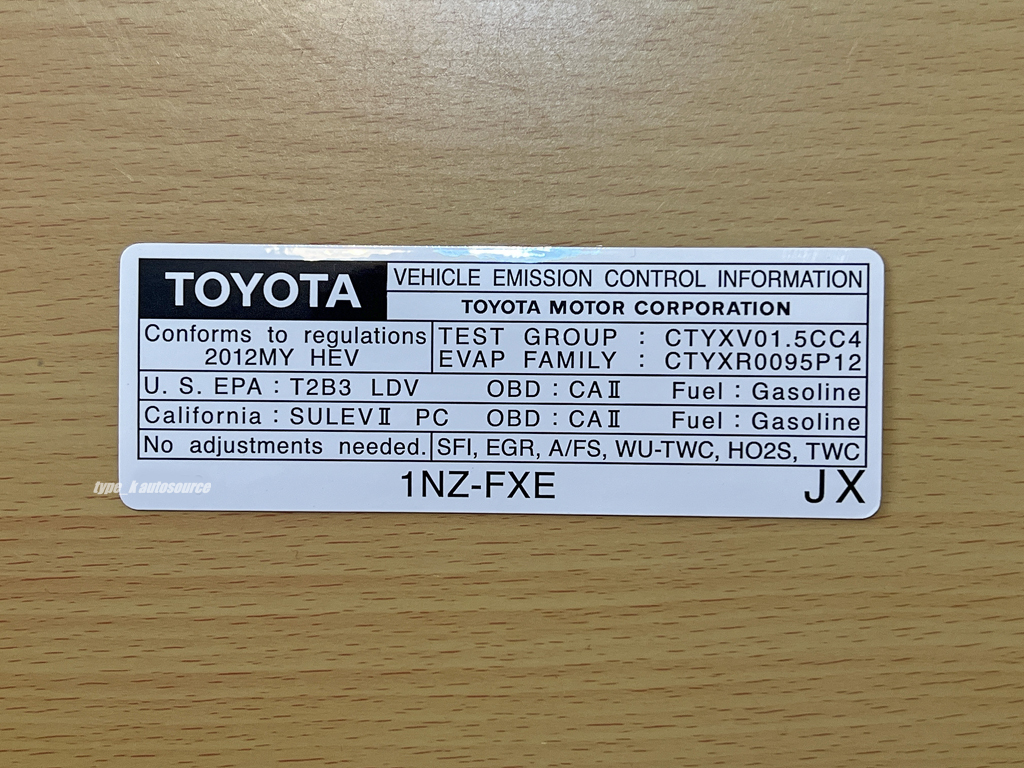 TOYOTA VEHICLE EMISSION CONTROL INFORMATION
TOYOTA MOTOR CORPORATION
Conforms to regulations TEST GROUP : CTYXV01.5CC4
2012MY HEV EVAP FAMILY : CTYXR0095P12
U. S. EPA : T2B3 LDV OBD : CAⅡ Fuel : Gasoline
California : SULEVⅡ PC OBD : CAⅡ Fuel : Gasoline
No adjustments needed. SFI, EGR, A/FS, WU-TWC, HO2S, TWC
type_k autosource
1NZ-FXE JX